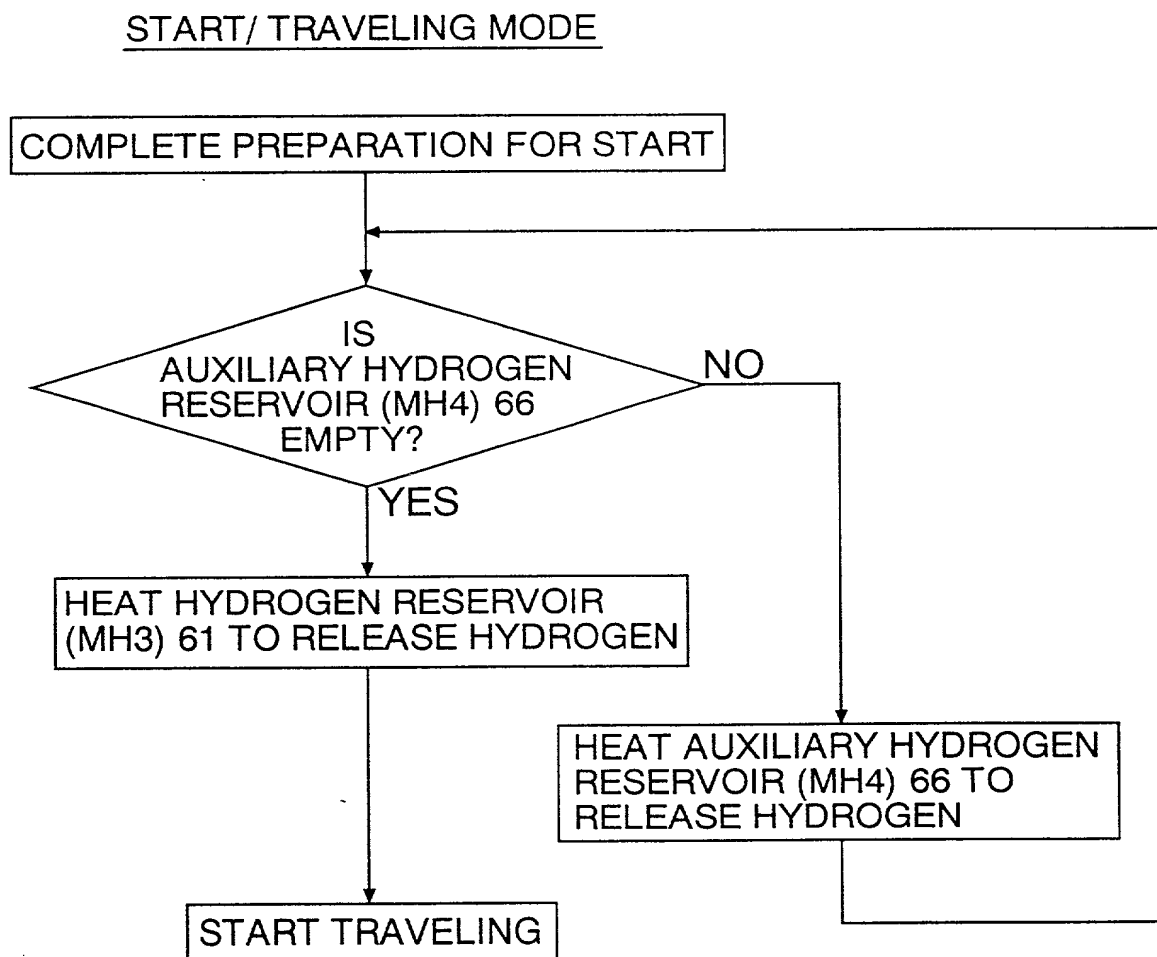 START/ TRAVELING MODE
COMPLETE PREPARATION FOR START
IS
AUXILIARY HYDROGEN
RESERVOIR (MH4) 66
EMPTY?
NO
YES
HEAT HYDROGEN RESERVOIR
(MH3) 61 TO RELEASE HYDROGEN
HEAT AUXILIARY HYDROGEN
RESERVOIR (MH4) 66 TO
RELEASE HYDROGEN
START TRAVELING